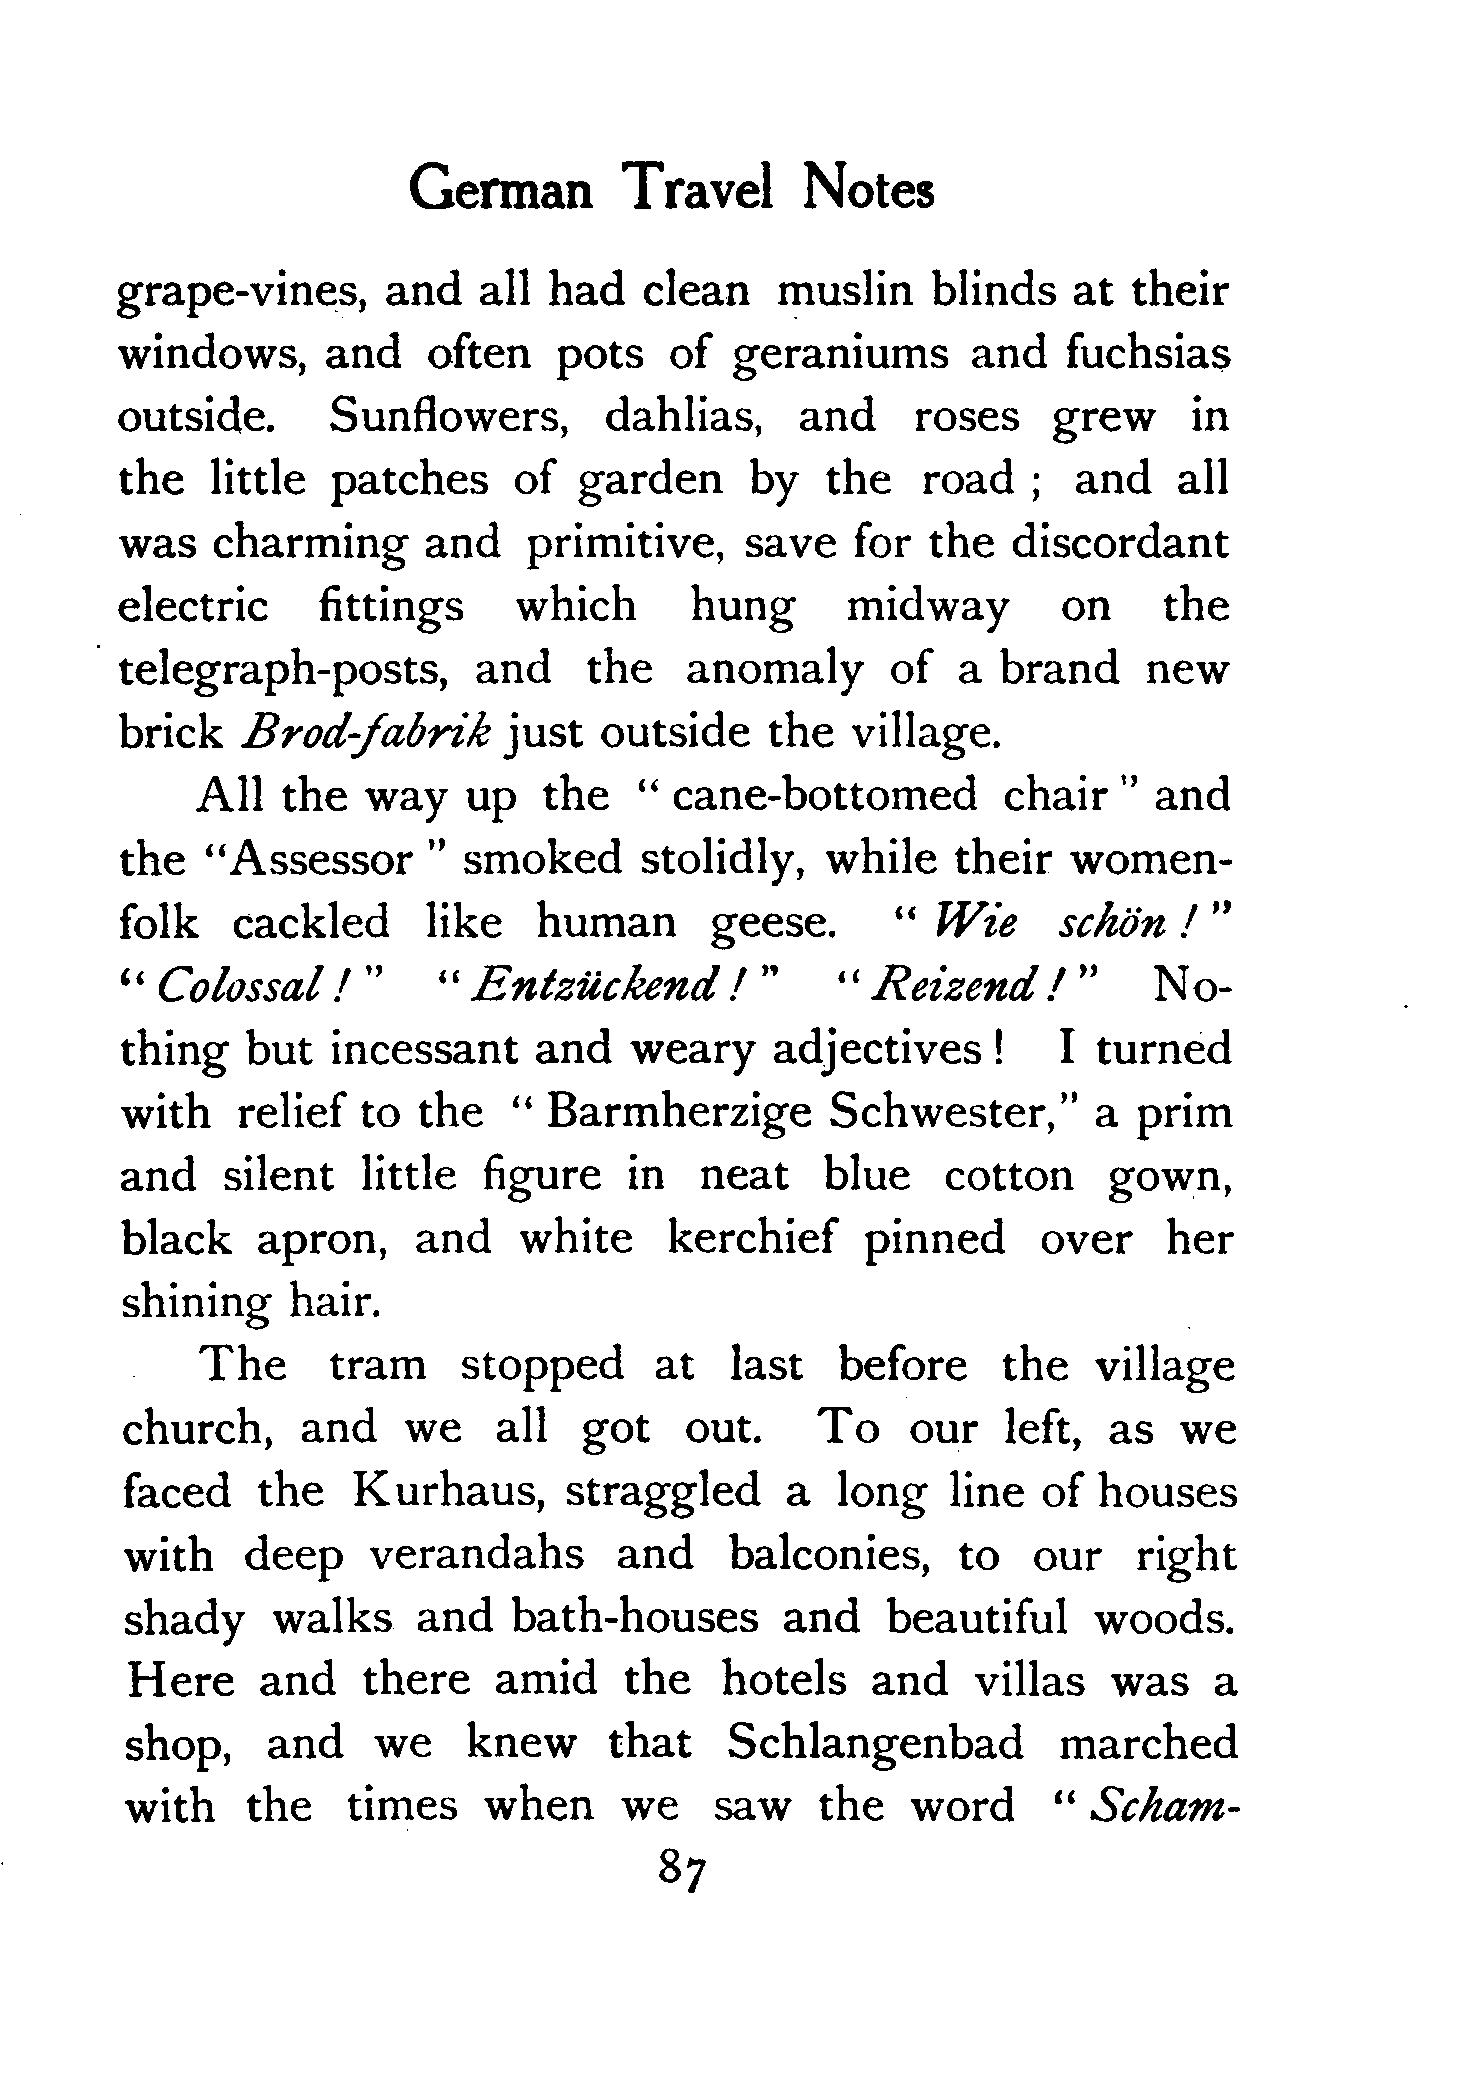 German Travel Notes
grape-vines, and all had clean muslin blinds at their
windows, and often pots of geraniums and fuchsias
outside. Sunflowers, dahlias, and roses grew in
the little patches of garden by the road ; and all
was charming and primitive, save for the discordant
electric fittings which hung midway on the
telegraph-posts, and the anomaly of a brand new
brick Brod-fabrik just outside the village.
All the way up the " cane-bottomed chair " and
the "Assessor " smoked stolidly, while their women-
folk cackled like human geese. " Wie schön ! "
" Colossal ! " " Entzückend ! " " Reizend ! " No-
thing but incessant and weary adjectives ! I turned
with relief to the " Barmherzige Schwester," a prim
and silent little figure in neat blue cotton gown,
black apron, and white kerchief pinned over her
shining hair.
The tram stopped at last before the village
church, and we all got out. To our left, as we
faced the Kurhaus, straggled a long line of houses
with deep verandahs and balconies, to our right
shady walks and bath-houses and beautiful woods.
Here and there amid the hotels and villas was a
shop, and we knew that Schlangenbad marched
with the times when we saw the word " Scham-
87